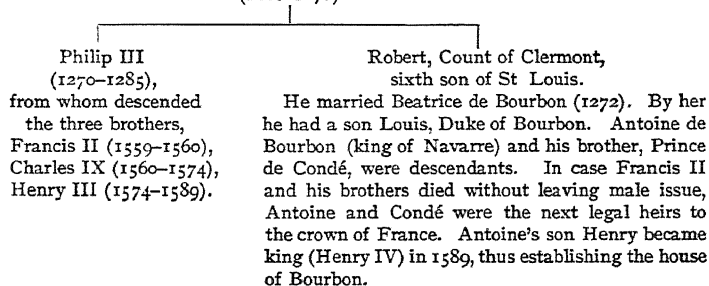 Philip III
(1270–1285),
from whom descended
the three brothers,
Francis II (1559–1560),
Charles IX (1560–1574),
Henry III (1574–1589).
Robert, Count of Clermont,
sixth son of St Louis.
He married Beatrice de Bourbon (1272). By her
he had a son Louis, Duke of Bourbon. Antoine de
Bourbon (king of Navarre) and his brother, Prince
de Condé, were descendants. In case Francis II
and his brothers died without leaving male issue,
Antoine and Condé were the next legal heirs to
the crown of France. Antoine's son Henry became
king (Henry IV) in 1589, thus establishing the house
of Bourbon.